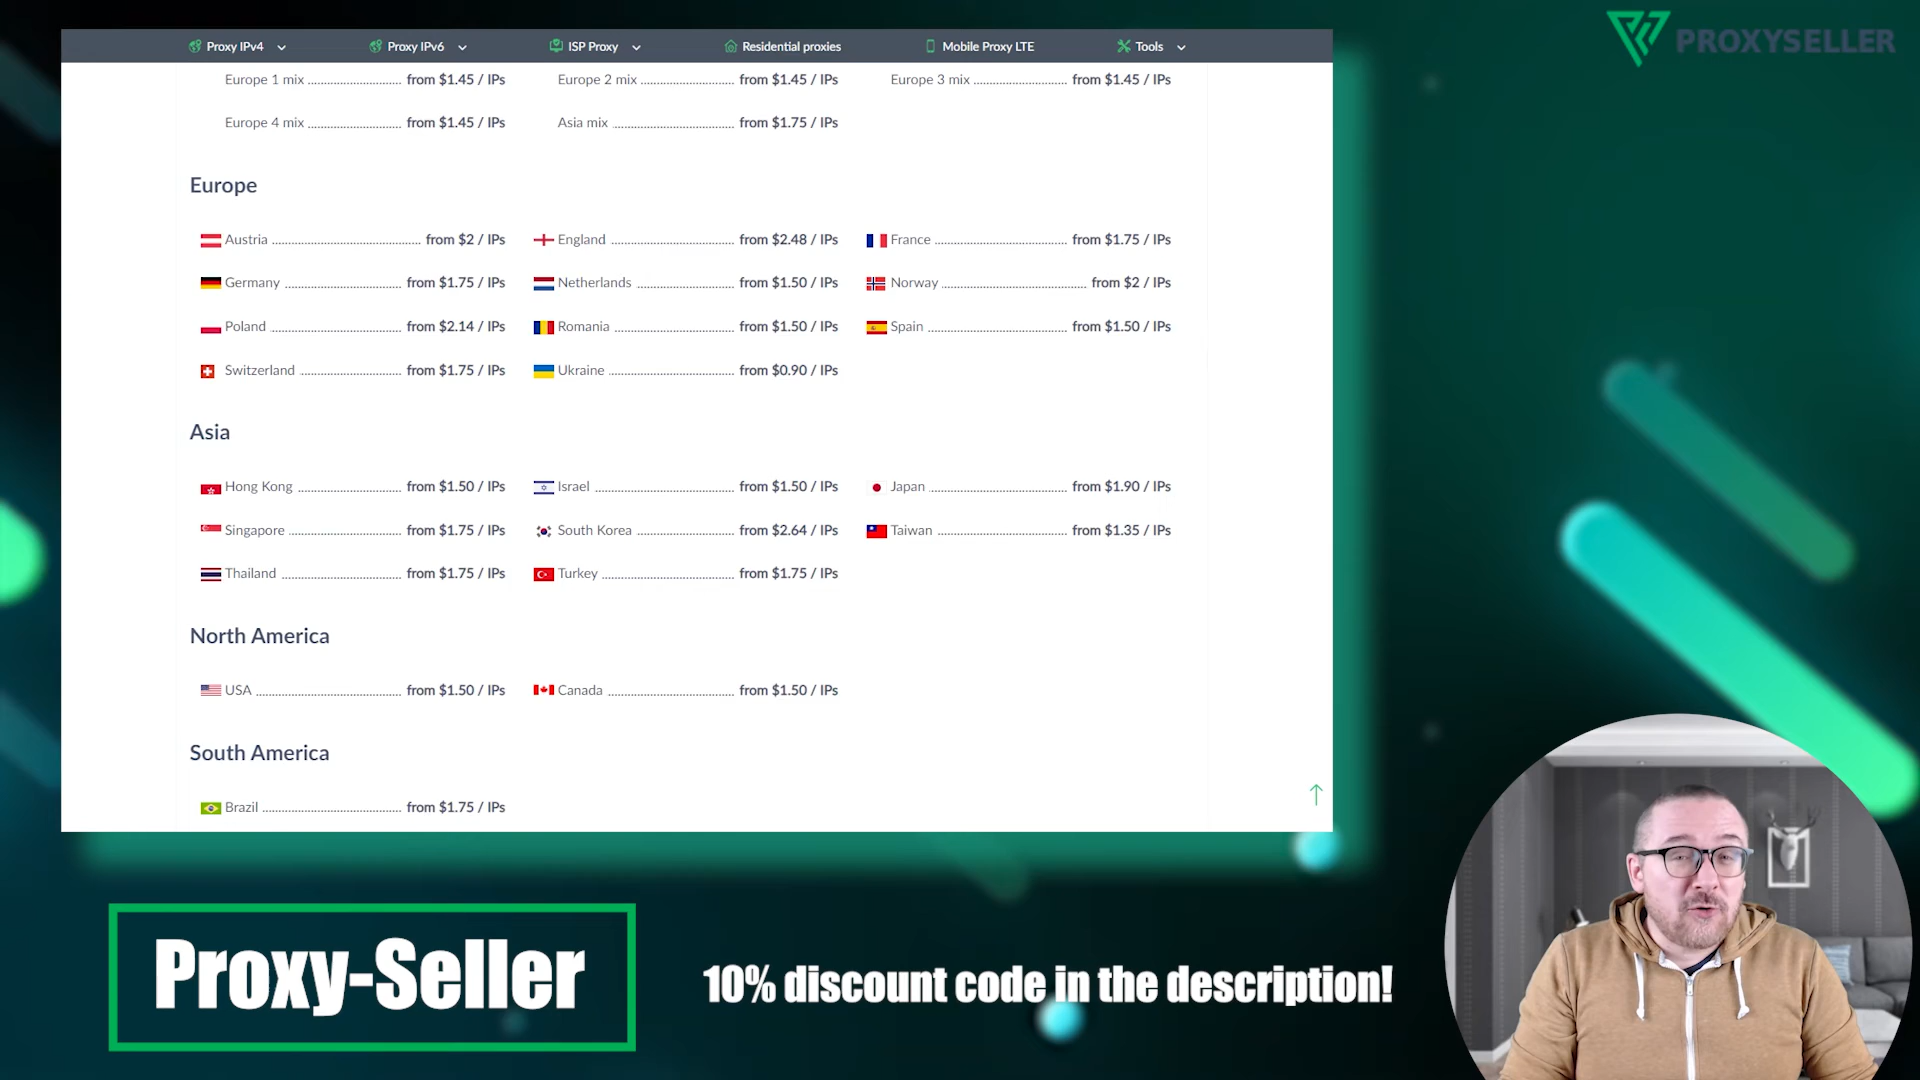 PROXYSELLER
Proxy IPv4 Proxy IPv6 ISP Proxy Residential proxies Mobile Proxy LTE Tools
Europe 1 mix from $1.45 / IPs Europe 2 mix from $1.45 / IPs Europe 3 mix from $1.45 / IPs
Europe 4 mix from $1.45 / IPs Asia mix from $1.75 / IPs
Europe
Austria from $2 / IPs England from $2.48 / IPs France from $1.75 / IPs
Germany from $1.75 / IPs Netherlands from $1.50 / IPs Norway from $2 / IPs
Poland from $2.14 / IPs Romania from $1.50 / IPs Spain from $1.50 / IPs
Switzerland from $1.75 / IPs Ukraine from $0.90 / IPs
Asia
Hong Kong from $1.50 / IPs Israel from $1.50 / IPs Japan from $1.90 / IPs
Singapore from $1.75 / IPs South Korea from $2.64 / IPs Taiwan from $1.35 / IPs
Thailand from $1.75 / IPs Turkey from $1.75 / IPs
North America
USA from $1.50 / IPs Canada from $1.50 / IPs
South America
Brazil from $1.75 / IPs
Proxy-Seller
10% discount code in the description!